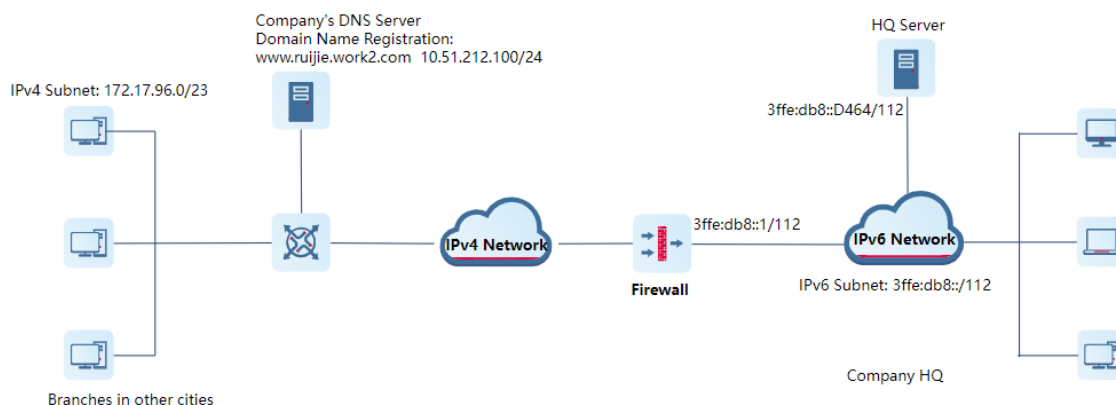 Company's DNS Server
Domain Name Registration:
www.ruijie.work2.com 10.51.212.100/24
HQ Server
IPv4 Subnet: 172.17.96.0/23
3ffe:db8::D464/112
IPv4 Network
3ffe:db8::1/112
IPv6 Network
Firewall
IPv6 Subnet: 3ffe:db8::/112
Company HQ
Branches in other cities